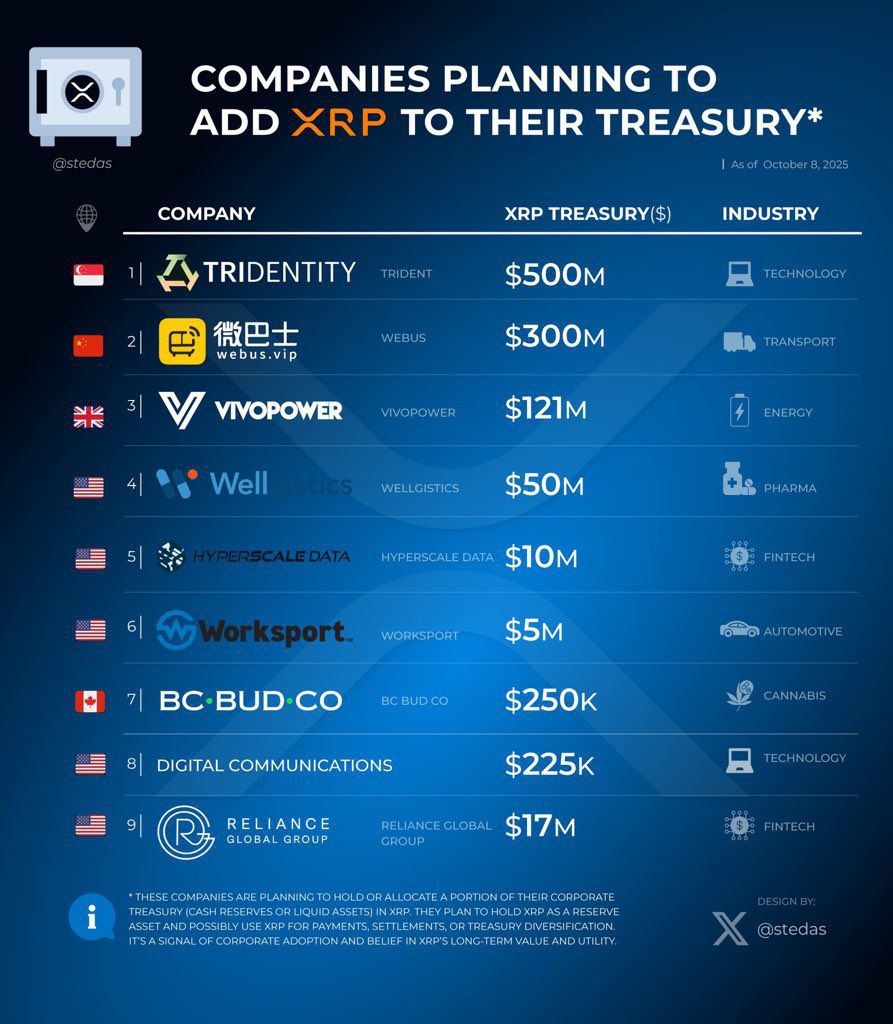 COMPANIES PLANNING TO
ADD XRP TO THEIR TREASURY*
@stedas
| As of October 8, 2025
COMPANY XRP TREASURY($) INDUSTRY
1| TRIDENTITY TRIDENT $500M TECHNOLOGY
2| 微巴士 webus.vip WEBUS $300M TRANSPORT
3| VIVOPOWER VIVOPOWER $121M ENERGY
4| Wellgistics WELLGISTICS $50M PHARMA
5| HYPERSCALE DATA HYPERSCALE DATA $10M FINTECH
6| Worksport™ WORKSPORT $5M AUTOMOTIVE
7| BC•BUD•CO BC BUD CO $250K CANNABIS
8| DIGITAL COMMUNICATIONS $225K TECHNOLOGY
9| R RELIANCE GLOBAL GROUP RELIANCE GLOBAL GROUP $17M FINTECH
* THESE COMPANIES ARE PLANNING TO HOLD OR ALLOCATE A PORTION OF THEIR CORPORATE
TREASURY (CASH RESERVES OR LIQUID ASSETS) IN XRP. THEY PLAN TO HOLD XRP AS A RESERVE
ASSET AND POSSIBLY USE XRP FOR PAYMENTS, SETTLEMENTS, OR TREASURY DIVERSIFICATION.
IT'S A SIGNAL OF CORPORATE ADOPTION AND BELIEF IN XRP'S LONG-TERM VALUE AND UTILITY.
DESIGN BY:
@stedas